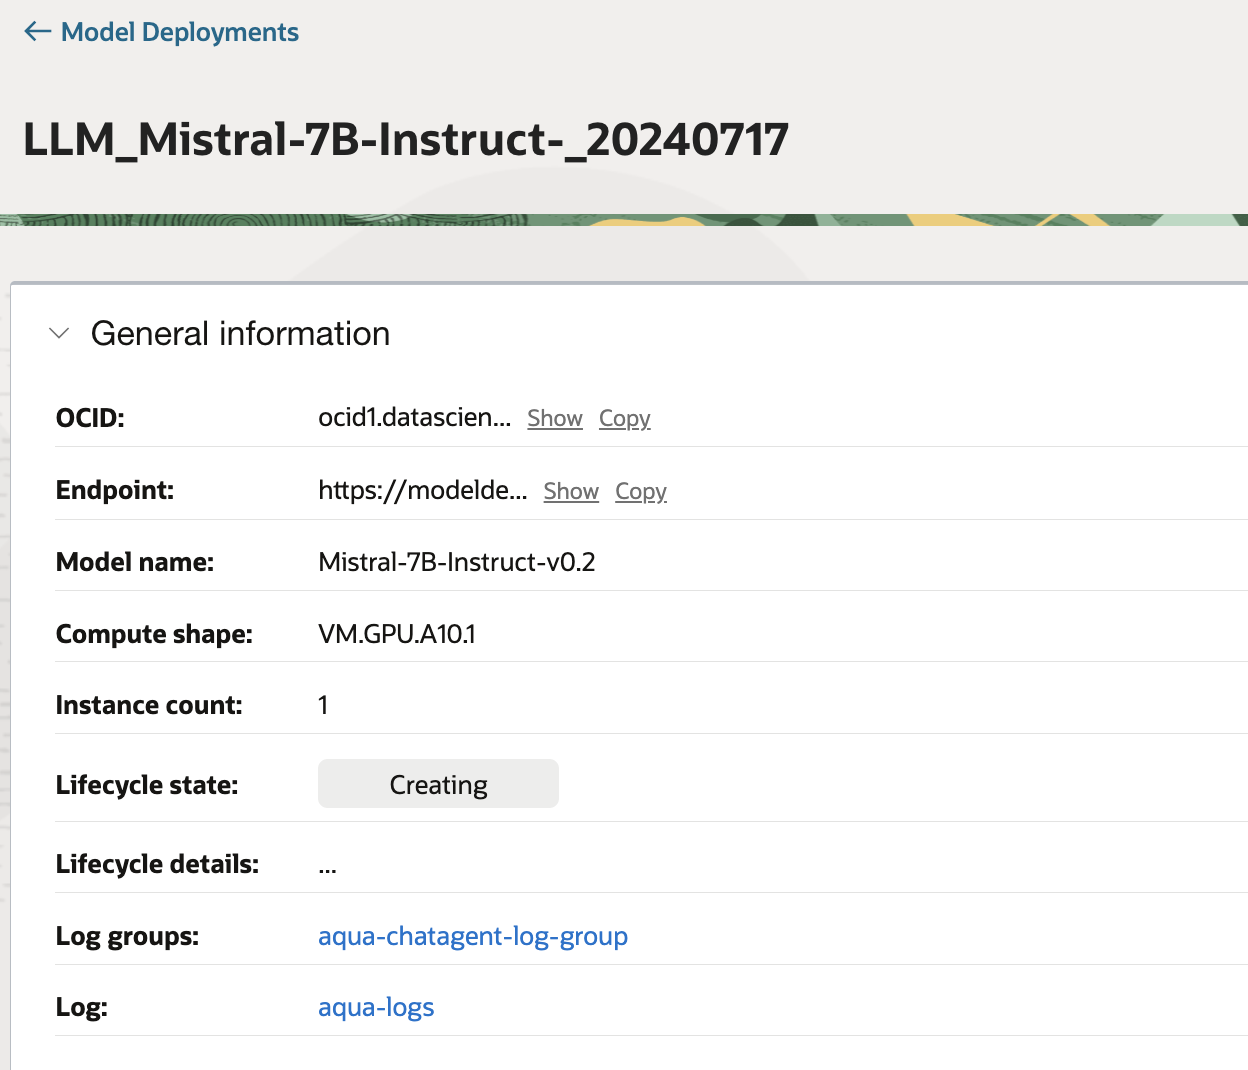 ← Model Deployments
LLM_Mistral-7B-Instruct-_20240717
General information
OCID: ocid1.datascien... Show Copy
Endpoint: https://modelde... Show Copy
Model name: Mistral-7B-Instruct-v0.2
Compute shape: VM.GPU.A10.1
Instance count: 1
Lifecycle state: Creating
Lifecycle details: ...
Log groups: aqua-chatagent-log-group
Log: aqua-logs